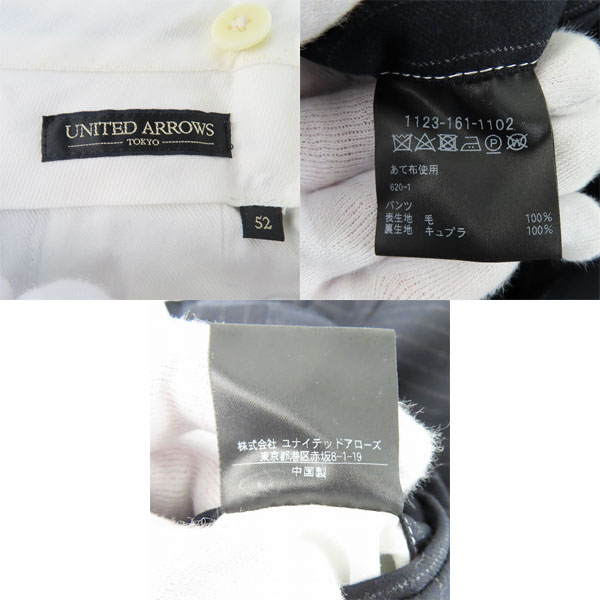 UNITED ARROWS
TOKYO
52
1123-161-1102
あて布使用
620-1
パンツ
表生地 毛 100%
裏生地 キュプラ 100%
株式会社 ユナイテッドアローズ
東京都港区赤坂8-1-19
中国製